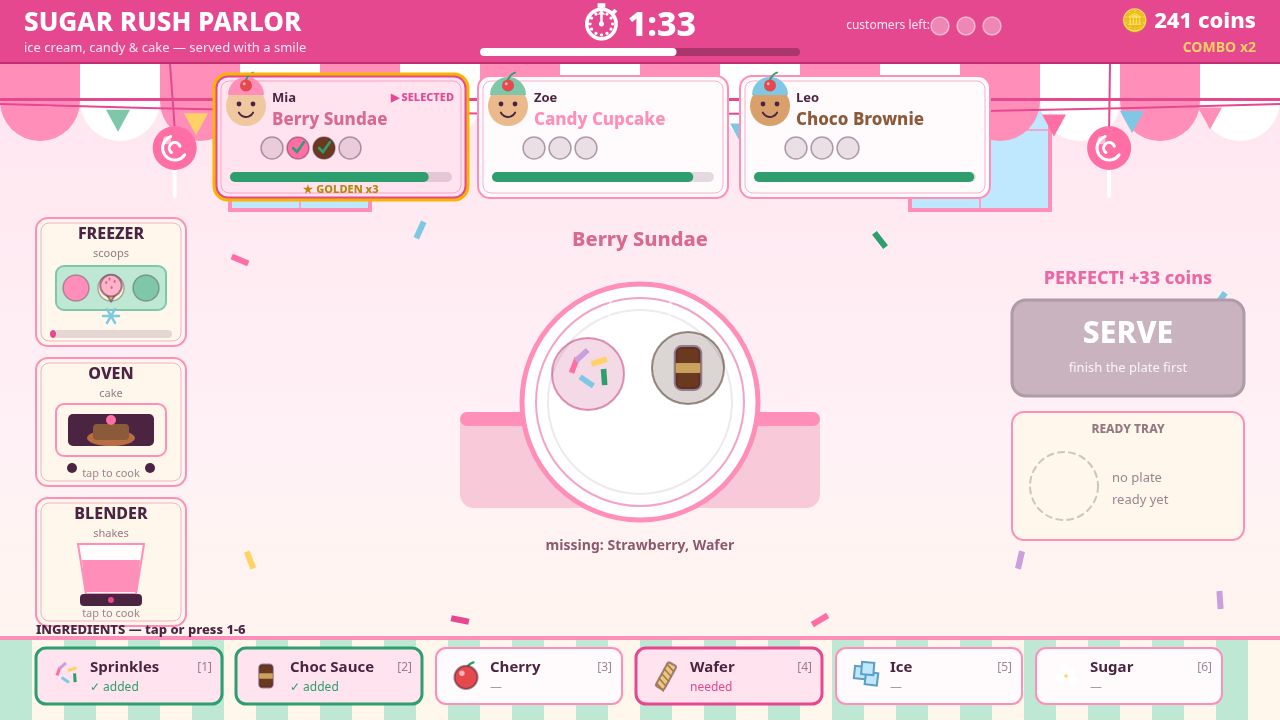 SUGAR RUSH PARLOR
ice cream, candy & cake — served with a smile
1:33
customers left:
241 coins
COMBO x2
Mia
▶ SELECTED
Berry Sundae
★ GOLDEN x3
Zoe
Candy Cupcake
Leo
Choco Brownie
FREEZER
scoops
OVEN
cake
tap to cook
BLENDER
shakes
tap to cook
Berry Sundae
missing: Strawberry, Wafer
PERFECT! +33 coins
SERVE
finish the plate first
READY TRAY
no plate
ready yet
INGREDIENTS — tap or press 1-6
Sprinkles [1]
✓ added
Choc Sauce [2]
✓ added
Cherry [3]
—
Wafer [4]
needed
Ice [5]
—
Sugar [6]
—